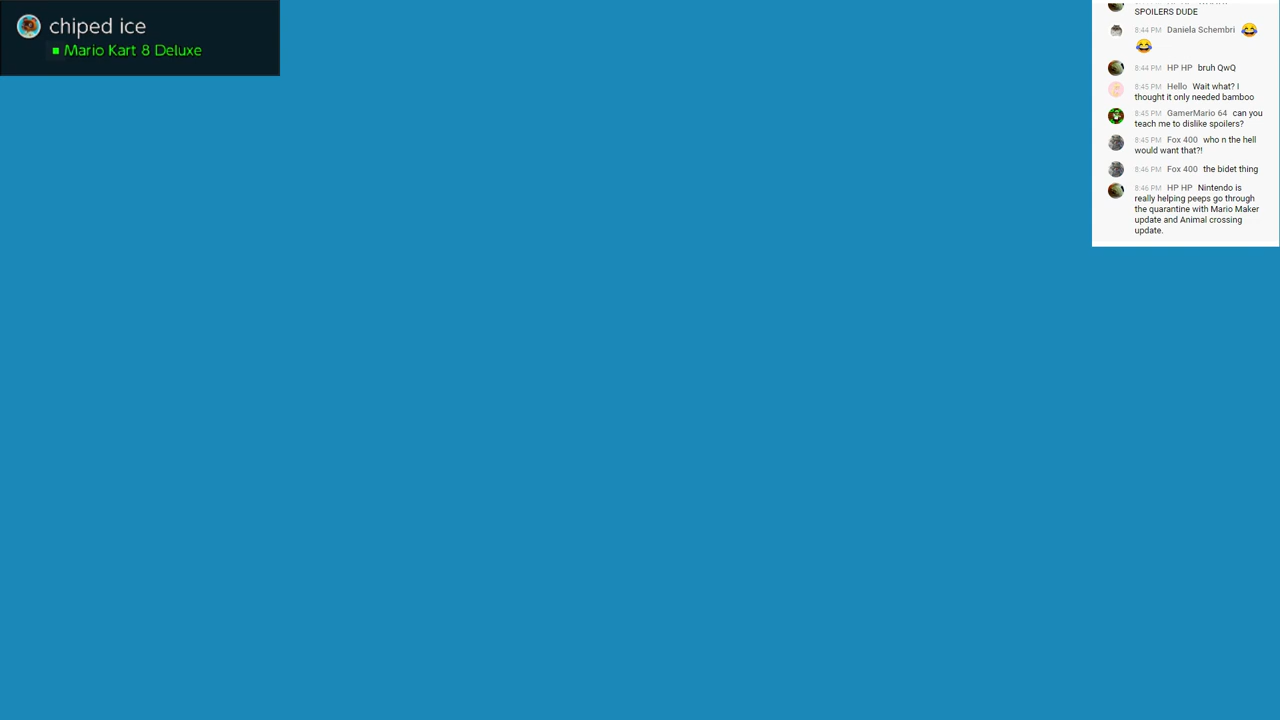 chiped ice
Mario Kart 8 Deluxe
SPOILERS DUDE
8:44 PM Daniela Schembri 😂
😂
8:44 PM HP HP bruh QwQ
8:45 PM Hello Wait what? I
thought it only needed bamboo
8:45 PM GamerMario 64 can you
teach me to dislike spoilers?
8:45 PM Fox 400 who n the hell
would want that?!
8:46 PM Fox 400 the bidet thing
8:46 PM HP HP Nintendo is
really helping peeps go through
the quarantine with Mario Maker
update and Animal crossing
update.